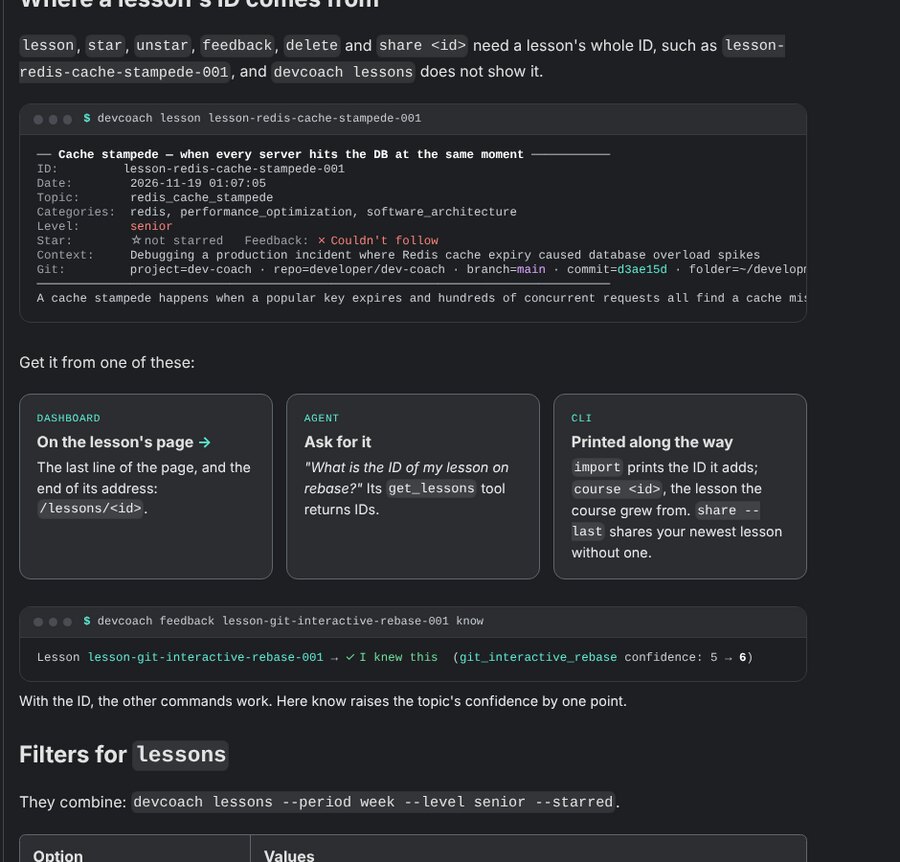 Where a lesson's ID comes from
lesson, star, unstar, feedback, delete and share <id> need a lesson's whole ID, such as lesson-
redis-cache-stampede-001, and devcoach lessons does not show it.
$ devcoach lesson lesson-redis-cache-stampede-001
── Cache stampede — when every server hits the DB at the same moment ──────────
ID: lesson-redis-cache-stampede-001
Date: 2026-11-19 01:07:05
Topic: redis_cache_stampede
Categories: redis, performance_optimization, software_architecture
Level: senior
Star: ☆ not starred Feedback: ✕ Couldn't follow
Context: Debugging a production incident where Redis cache expiry caused database overload spikes
Git: project=dev-coach · repo=developer/dev-coach · branch=main · commit=d3ae15d · folder=~/develop
A cache stampede happens when a popular key expires and hundreds of concurrent requests all find a cache mis
Get it from one of these:
DASHBOARD
On the lesson's page →
The last line of the page, and the
end of its address:
/lessons/<id>.
AGENT
Ask for it
"What is the ID of my lesson on
rebase?" Its get_lessons tool
returns IDs.
CLI
Printed along the way
import prints the ID it adds;
course <id>, the lesson the
course grew from. share --
last shares your newest lesson
without one.
$ devcoach feedback lesson-git-interactive-rebase-001 know
Lesson lesson-git-interactive-rebase-001 → ✓ I knew this (git_interactive_rebase confidence: 5 → 6)
With the ID, the other commands work. Here know raises the topic's confidence by one point.
Filters for lessons
They combine: devcoach lessons --period week --level senior --starred.
Option Values